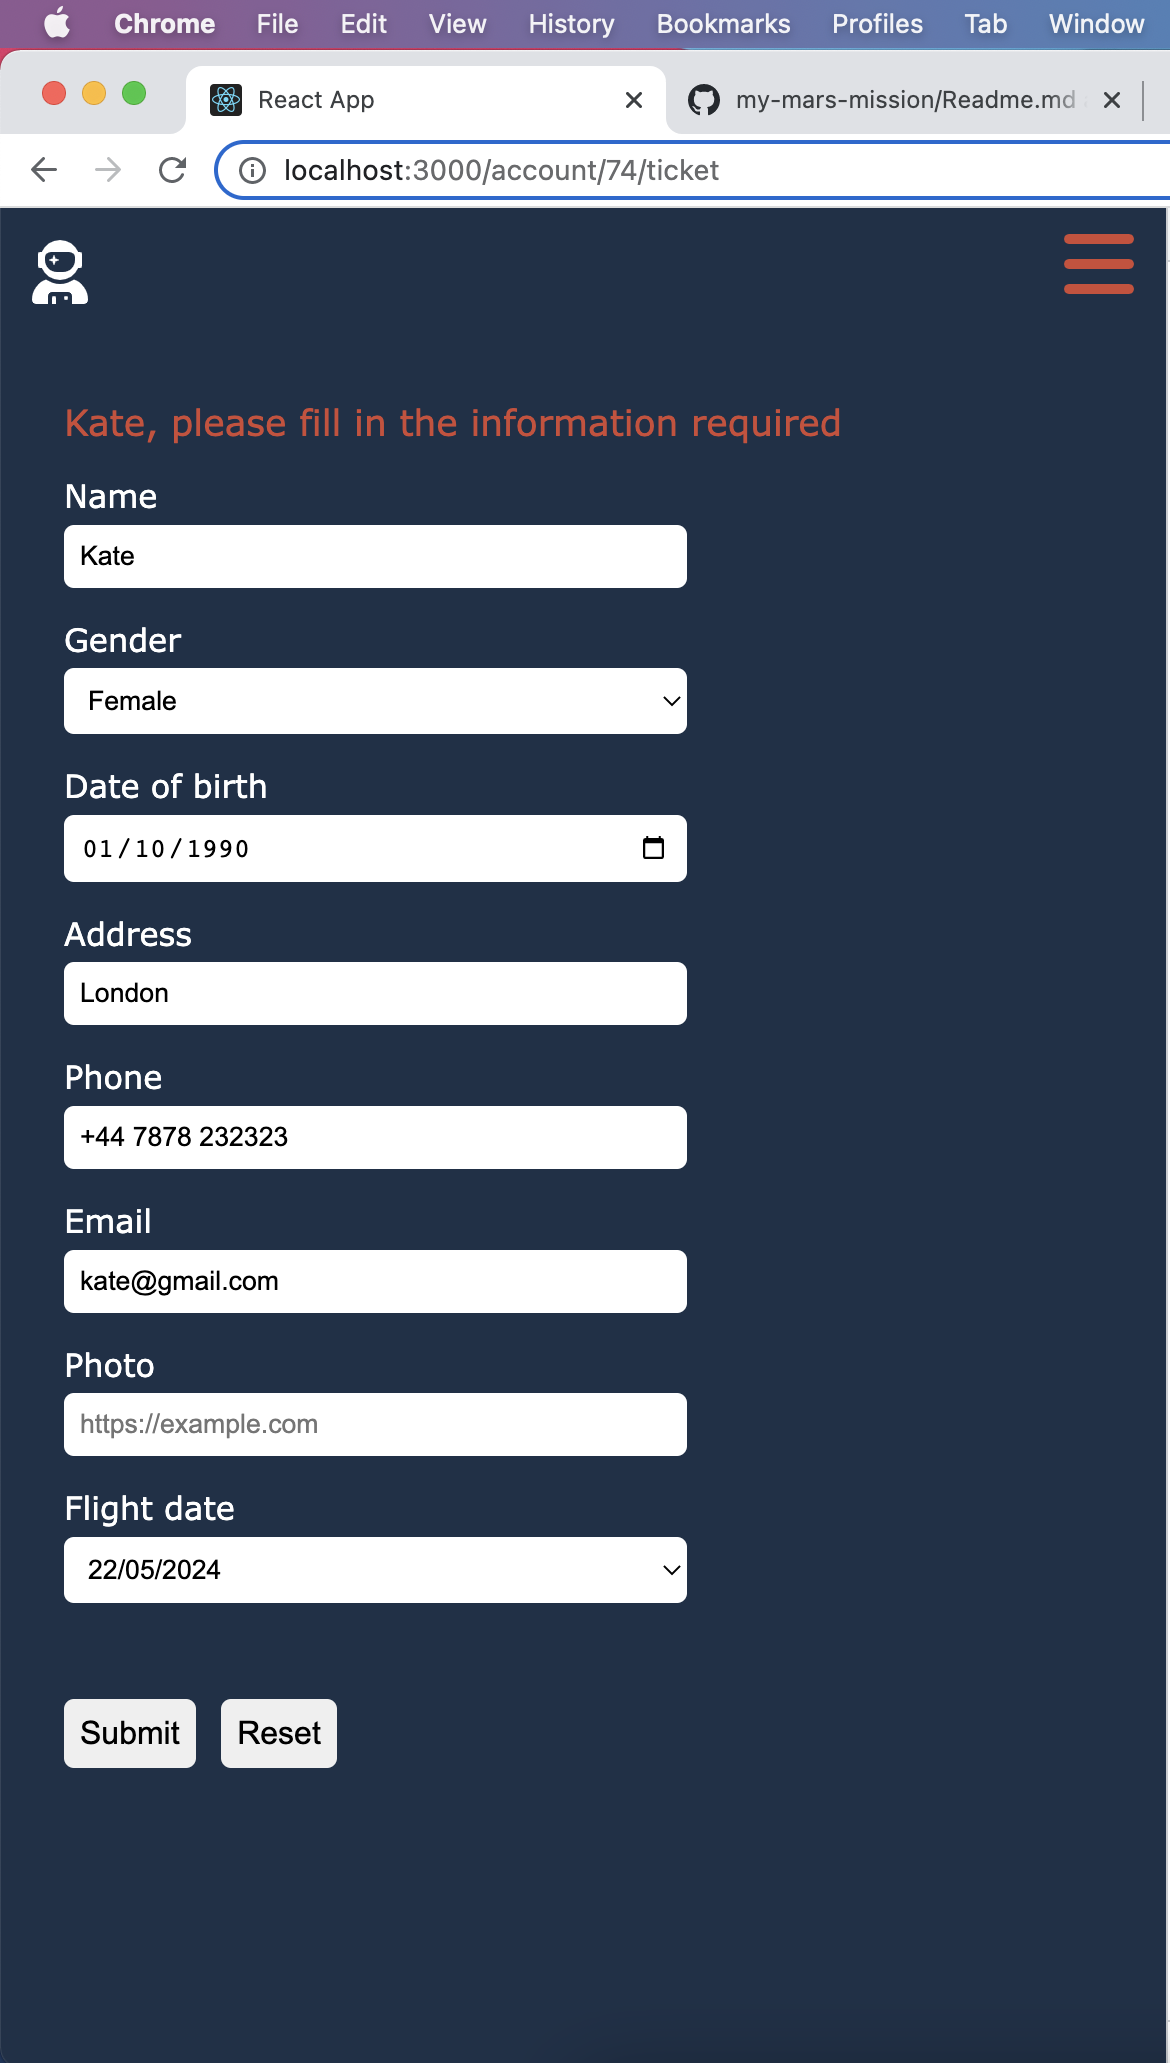 Chrome File Edit View History Bookmarks Profiles Tab Window
React App my-mars-mission/Readme.md
localhost:3000/account/74/ticket
Kate, please fill in the information required
Name
Kate
Gender
Female
Date of birth
01/10/1990
Address
London
Phone
+44 7878 232323
Email
kate@gmail.com
Photo
https://example.com
Flight date
22/05/2024
Submit Reset